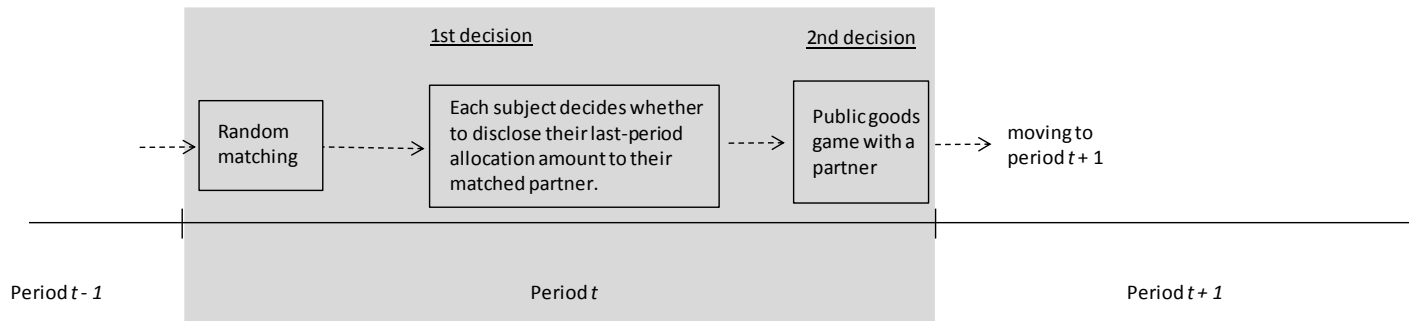 1st decision
2nd decision
Random
matching
Each subject decides whether
to disclose their last-period
allocation amount to their
matched partner.
Public goods
game with a
partner
moving to
period t + 1
Period t - 1
Period t
Period t + 1